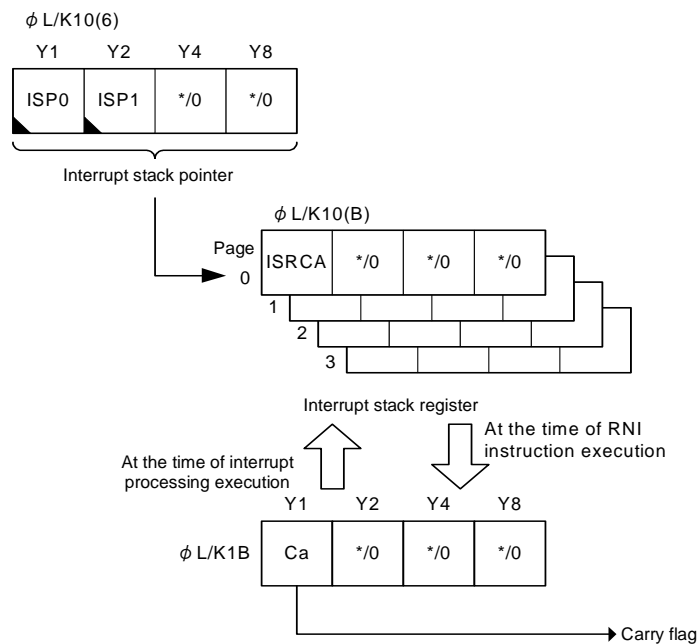 ϕ L/K10(6)
Y1 Y2 Y4 Y8
ISP0 ISP1 */0 */0
Interrupt stack pointer
ϕ L/K10(B)
Page
0 ISRCA */0 */0 */0
1
2
3
Interrupt stack register
At the time of interrupt
processing execution
At the time of RNI
instruction execution
Y1 Y2 Y4 Y8
ϕ L/K1B Ca */0 */0 */0
Carry flag